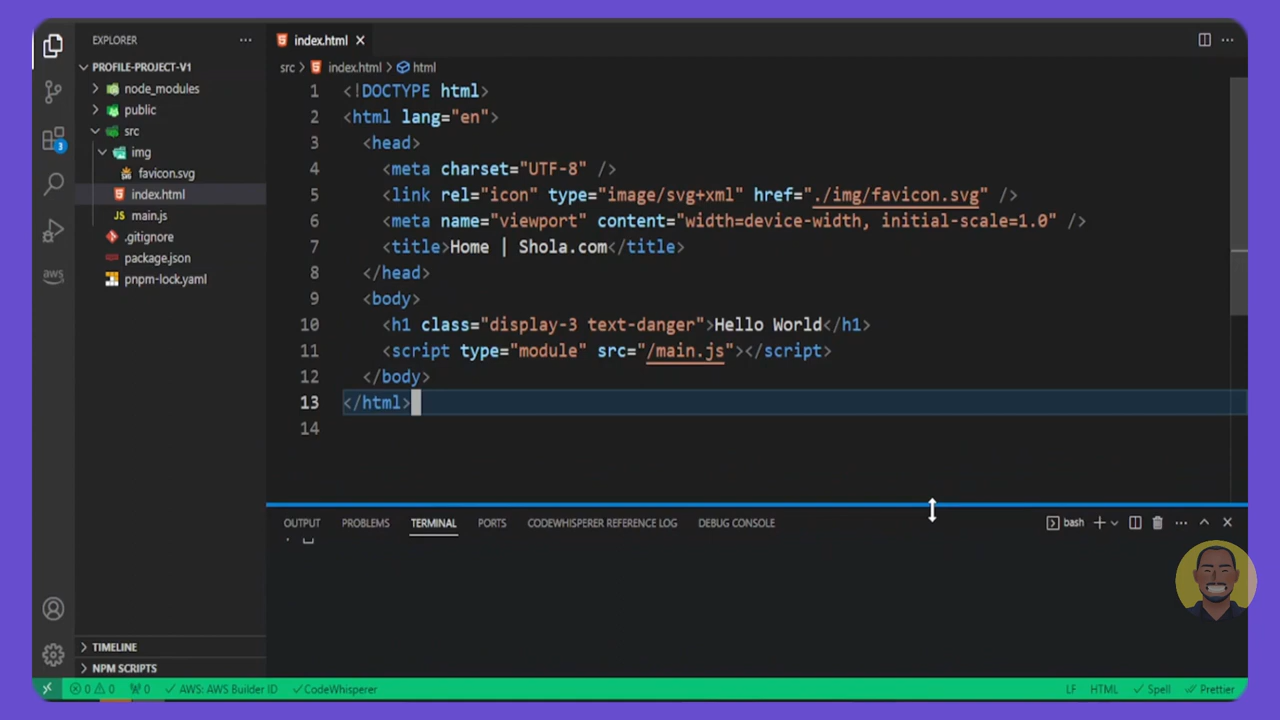 EXPLORER
PROFILE-PROJECT-V1
node_modules
public
src
img
favicon.svg
index.html
main.js
.gitignore
package.json
pnpm-lock.yaml
TIMELINE
NPM SCRIPTS
3
aws
index.html
src > index.html > html
1 <!DOCTYPE html>
2 <html lang="en">
3 <head>
4 <meta charset="UTF-8" />
5 <link rel="icon" type="image/svg+xml" href="./img/favicon.svg" />
6 <meta name="viewport" content="width=device-width, initial-scale=1.0" />
7 <title>Home | Shola.com</title>
8 </head>
9 <body>
10 <h1 class="display-3 text-danger">Hello World</h1>
11 <script type="module" src="/main.js"></script>
12 </body>
13 </html>
14
OUTPUT PROBLEMS TERMINAL PORTS CODEWHISPERER REFERENCE LOG DEBUG CONSOLE bash
0 0 0 AWS: AWS Builder ID CodeWhisperer LF HTML Spell Prettier